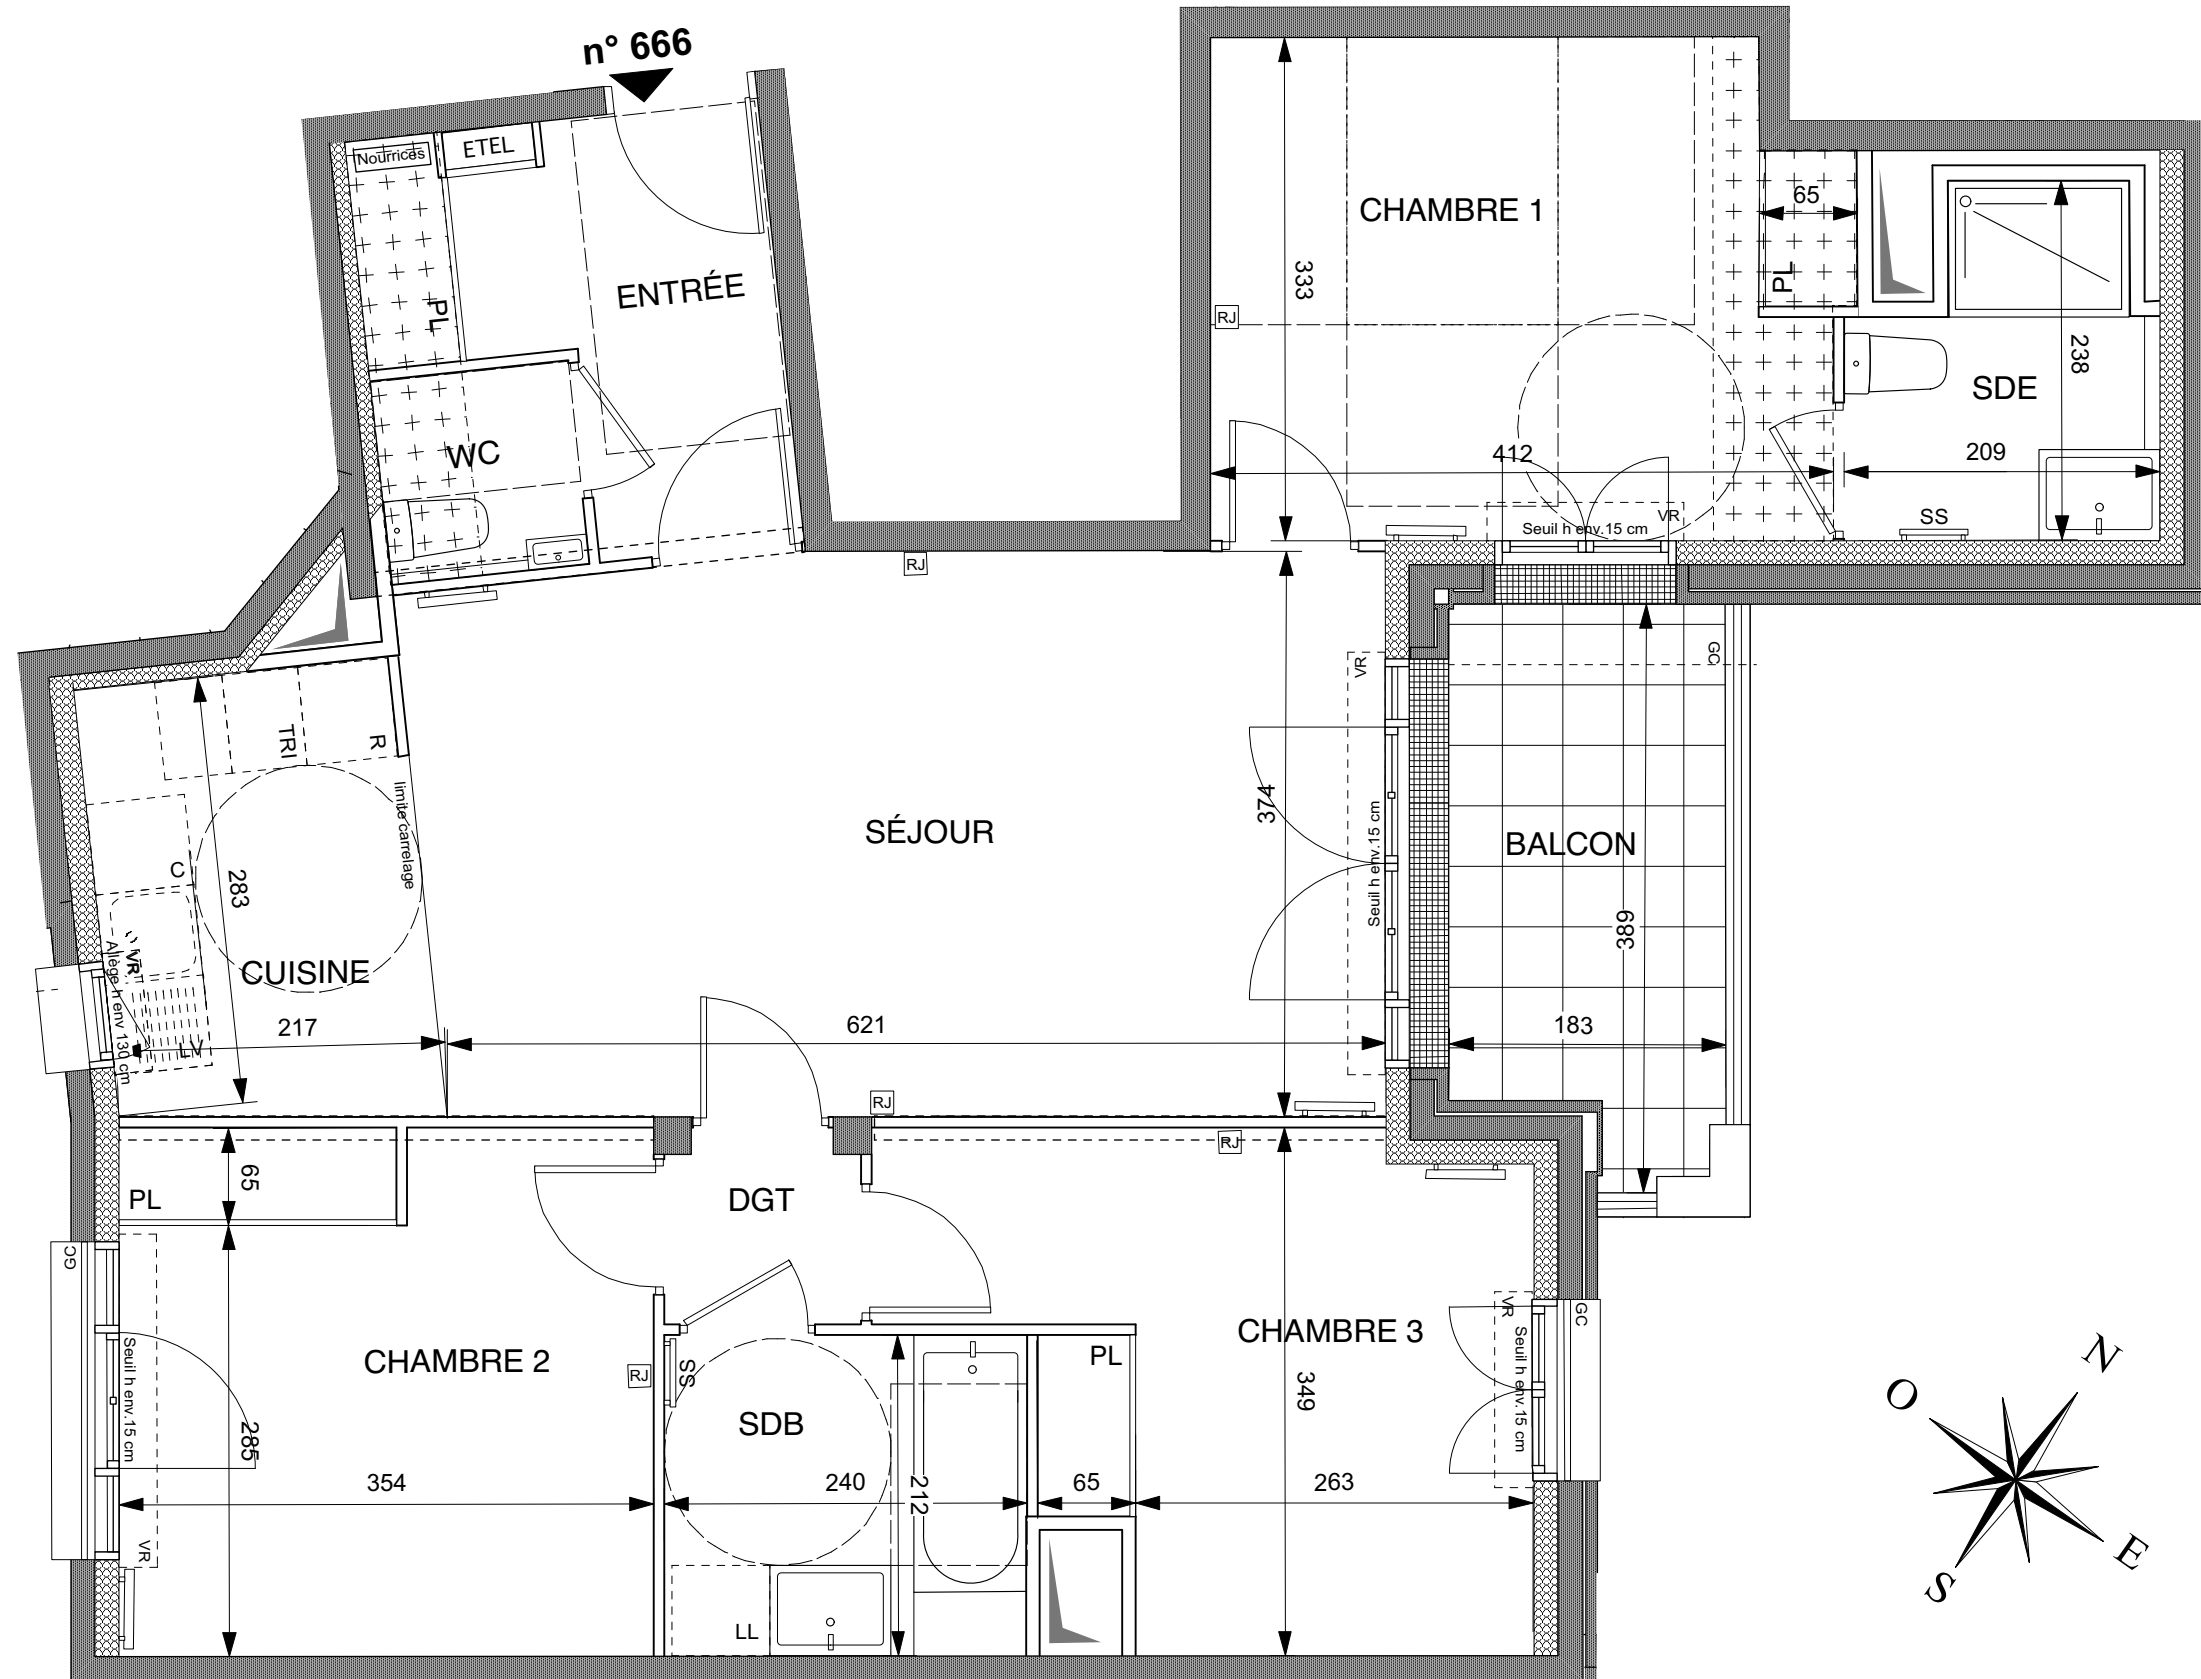 n° 666
Nourrices
ETEL
ENTRÉE
PL
WC
CHAMBRE 1
333
RJ
65
PL
238
SDE
412
209
SS
Seuil h env.15 cm
VR
RJ
VR
GC
TRI
R
limite carrelage
SÉJOUR
374
Seuil h env.15 cm
BALCON
389
C
283
VR
Allège h env 130 cm
CUISINE
217
LV
621
183
RJ
RJ
65
PL
DGT
GC
CHAMBRE 2
Seuil h env.15 cm
285
VR
354
RJ
SS
SDB
240
212
LL
PL
65
CHAMBRE 3
349
263
VR
Seuil h env.15 cm
GC
N
O
E
S